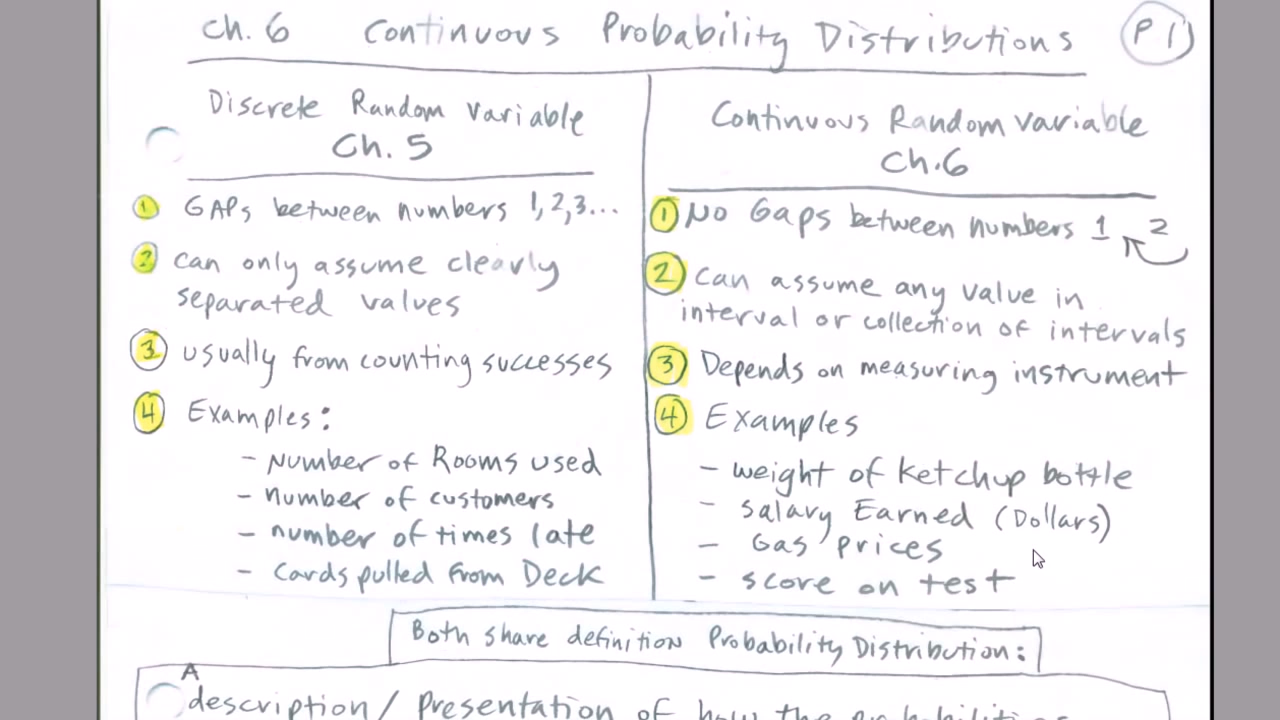 Ch. 6 Continuous Probability Distributions P1
Discrete Random Variable
Ch. 5
① GAPs between numbers 1, 2, 3...
② can only assume clearly
separated values
③ usually from counting successes
④ Examples:
- Number of Rooms used
- number of customers
- number of times late
- Cards pulled from Deck
Continuous Random variable
Ch. 6
① No Gaps between numbers 1 2
② Can assume any value in
interval or collection of intervals
③ Depends on measuring instrument
④ Examples
- weight of ketchup bottle
- salary Earned (Dollars)
- Gas prices
- score on test
Both share definition Probability Distribution:
A
description / Presentation of how the probabilities